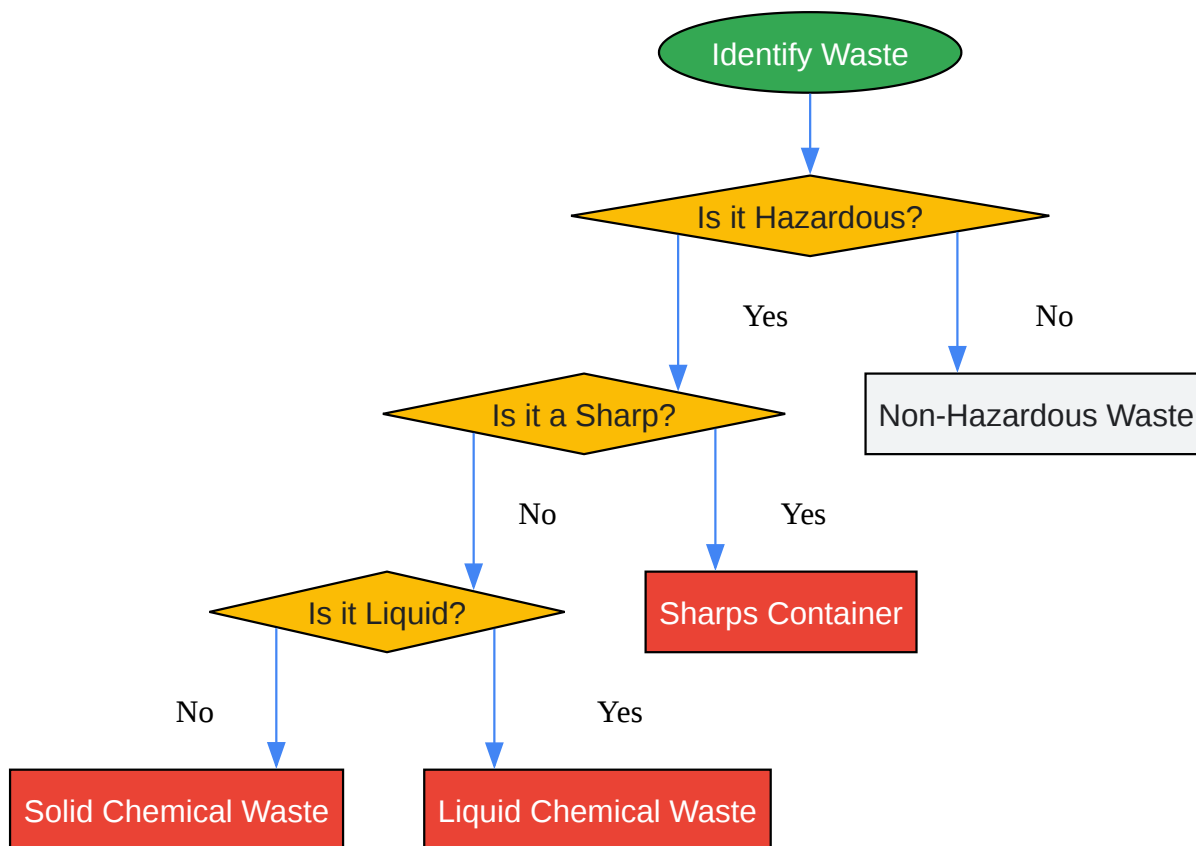 Identify Waste
Is it Hazardous?
Yes
No
Is it a Sharp?
Non-Hazardous Waste
No
Yes
Is it Liquid?
Sharps Container
No
Yes
Solid Chemical Waste
Liquid Chemical Waste